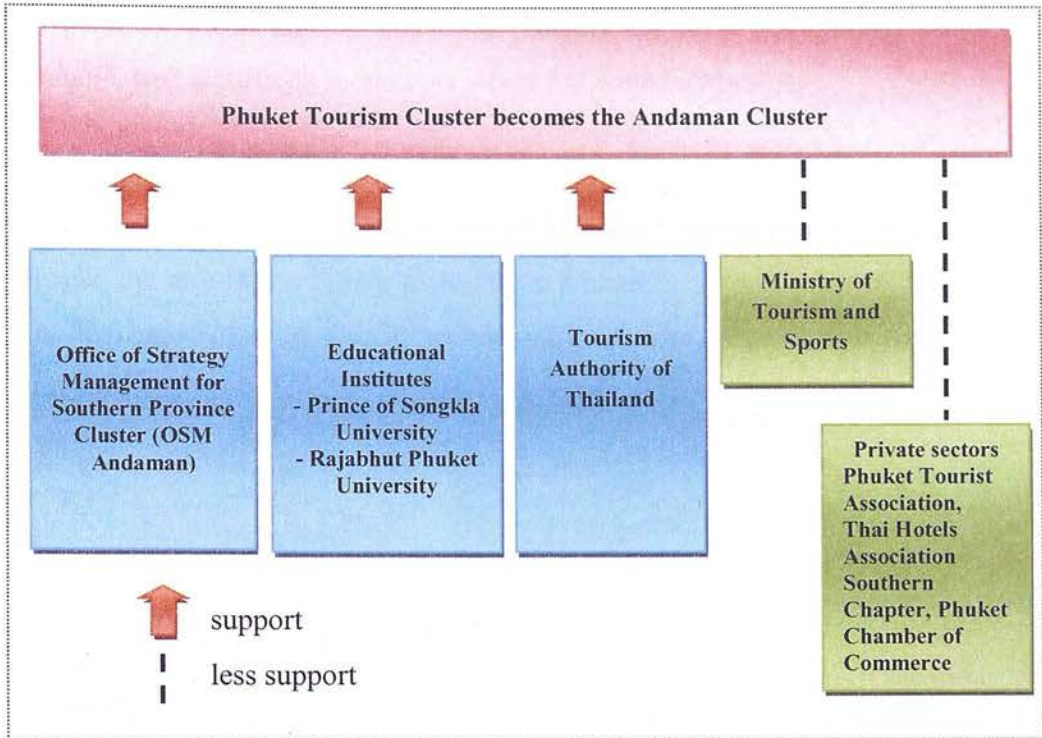 Phuket Tourism Cluster becomes the Andaman Cluster
Office of Strategy
Management for
Southern Province
Cluster (OSM
Andaman)
Educational
Institutes
- Prince of Songkla
University
- Rajabhut Phuket
University
Tourism
Authority of
Thailand
Ministry of
Tourism and
Sports
Private sectors
Phuket Tourist
Association,
Thai Hotels
Association
Southern
Chapter, Phuket
Chamber of
Commerce
support
less support